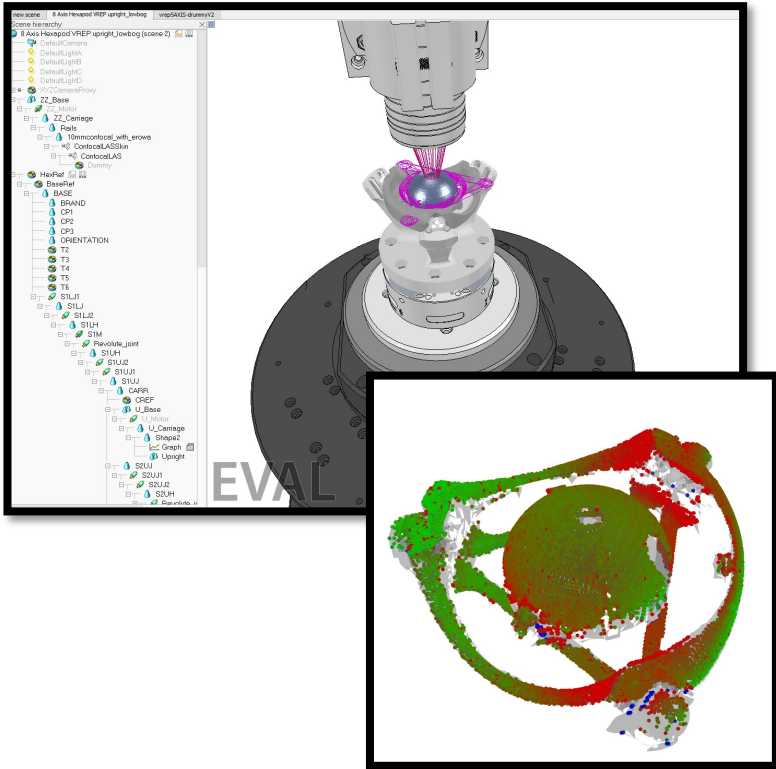 new scene 8 Axis Hexapod VREP upright_lowbog vrep5AXIS-drummyV2
Scene hierarchy
8 Axis Hexapod VREP upright_lowbog (scene 2)
DefaultCamera
DefaultLightA
DefaultLightB
DefaultLightC
DefaultLightD
XYZCameraProxy
ZZ_Base
ZZ_Motor
ZZ_Carriage
Rails
10mmconfocal_with_erowa
ConfocalLASSkin
ConfocalLAS
Dummy
HexRef
BaseRef
BASE
BRAND
CP1
CP2
CP3
ORIENTATION
T2
T3
T4
T5
T6
S1LJ1
S1LJ
S1LJ2
S1LH
S1M
Revolute_joint
S1UH
S1UJ2
S1UJ1
S1UJ
CARR
CREF
U_Base
U_Motor
U_Carriage
Shape2
Graph
Upright
S2UJ
S2UJ1
S2UJ2
S2UH
EVAL